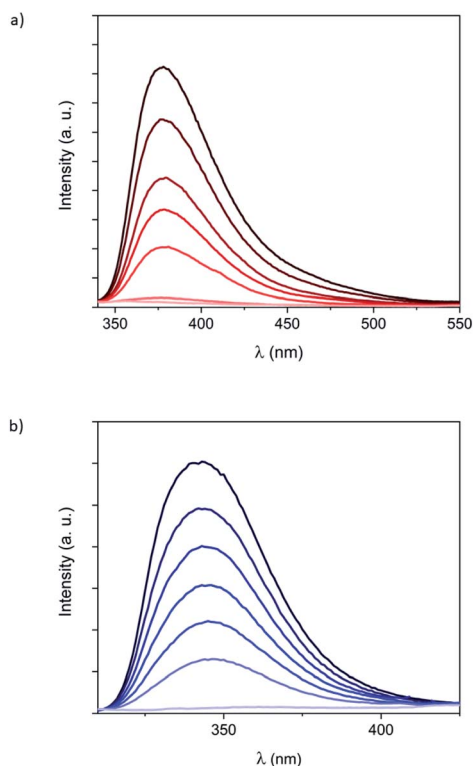 a)
Intensity (a. u.)
350 400 450 500 550
λ (nm)
b)
Intensity (a. u.)
350 400
λ (nm)